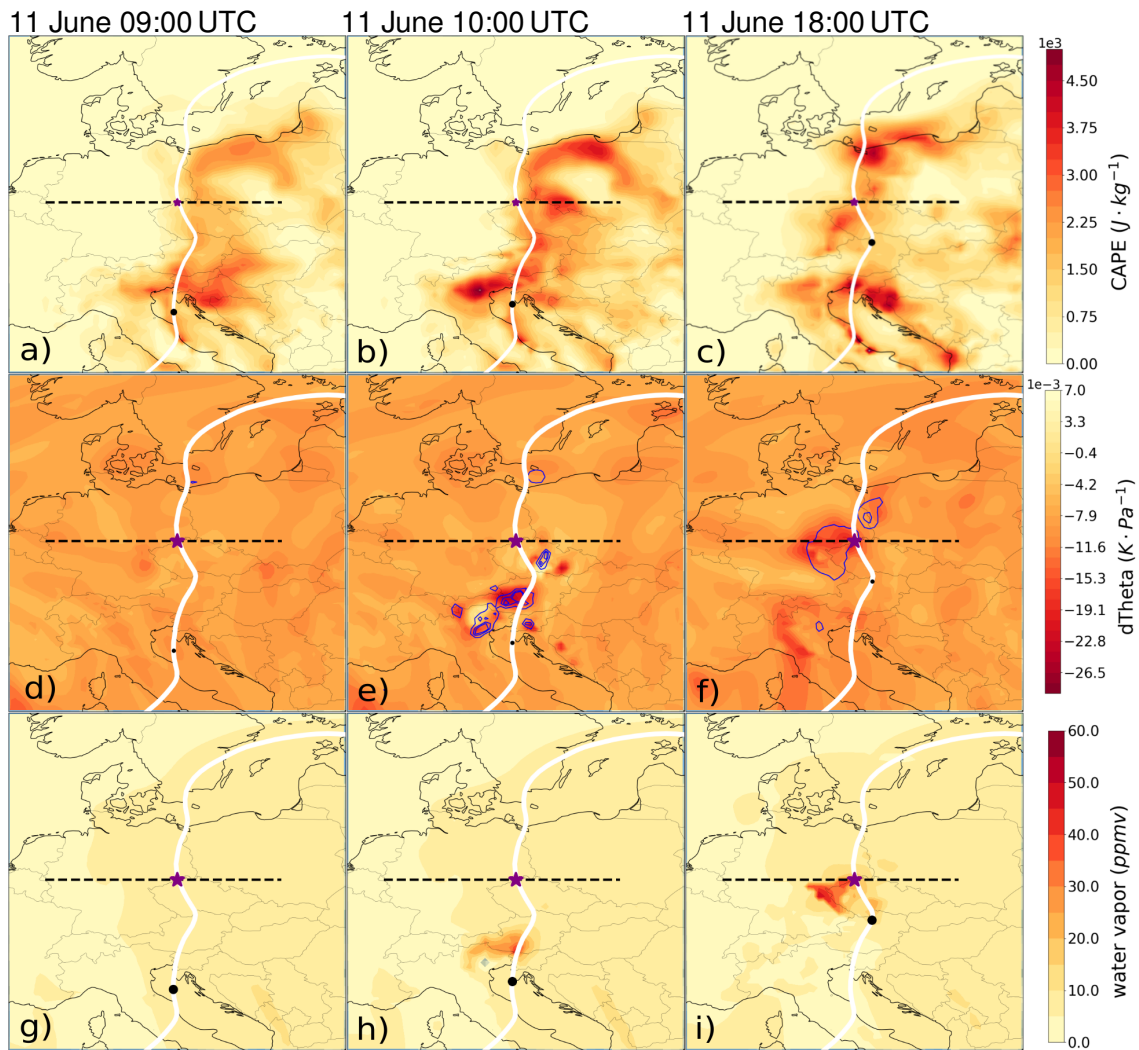 11 June 09:00 UTC 11 June 10:00 UTC 11 June 18:00 UTC
1e3
4.50
3.75
3.00
2.25
1.50
0.75
0.00
CAPE (J · kg⁻¹)
a) b) c)
1e−3
7.0
3.3
−0.4
−4.2
−7.9
−11.6
−15.3
−19.1
−22.8
−26.5
dTheta (K · Pa⁻¹)
d) e) f)
60.0
50.0
40.0
30.0
20.0
10.0
0.0
water vapor (ppmv)
g) h) i)